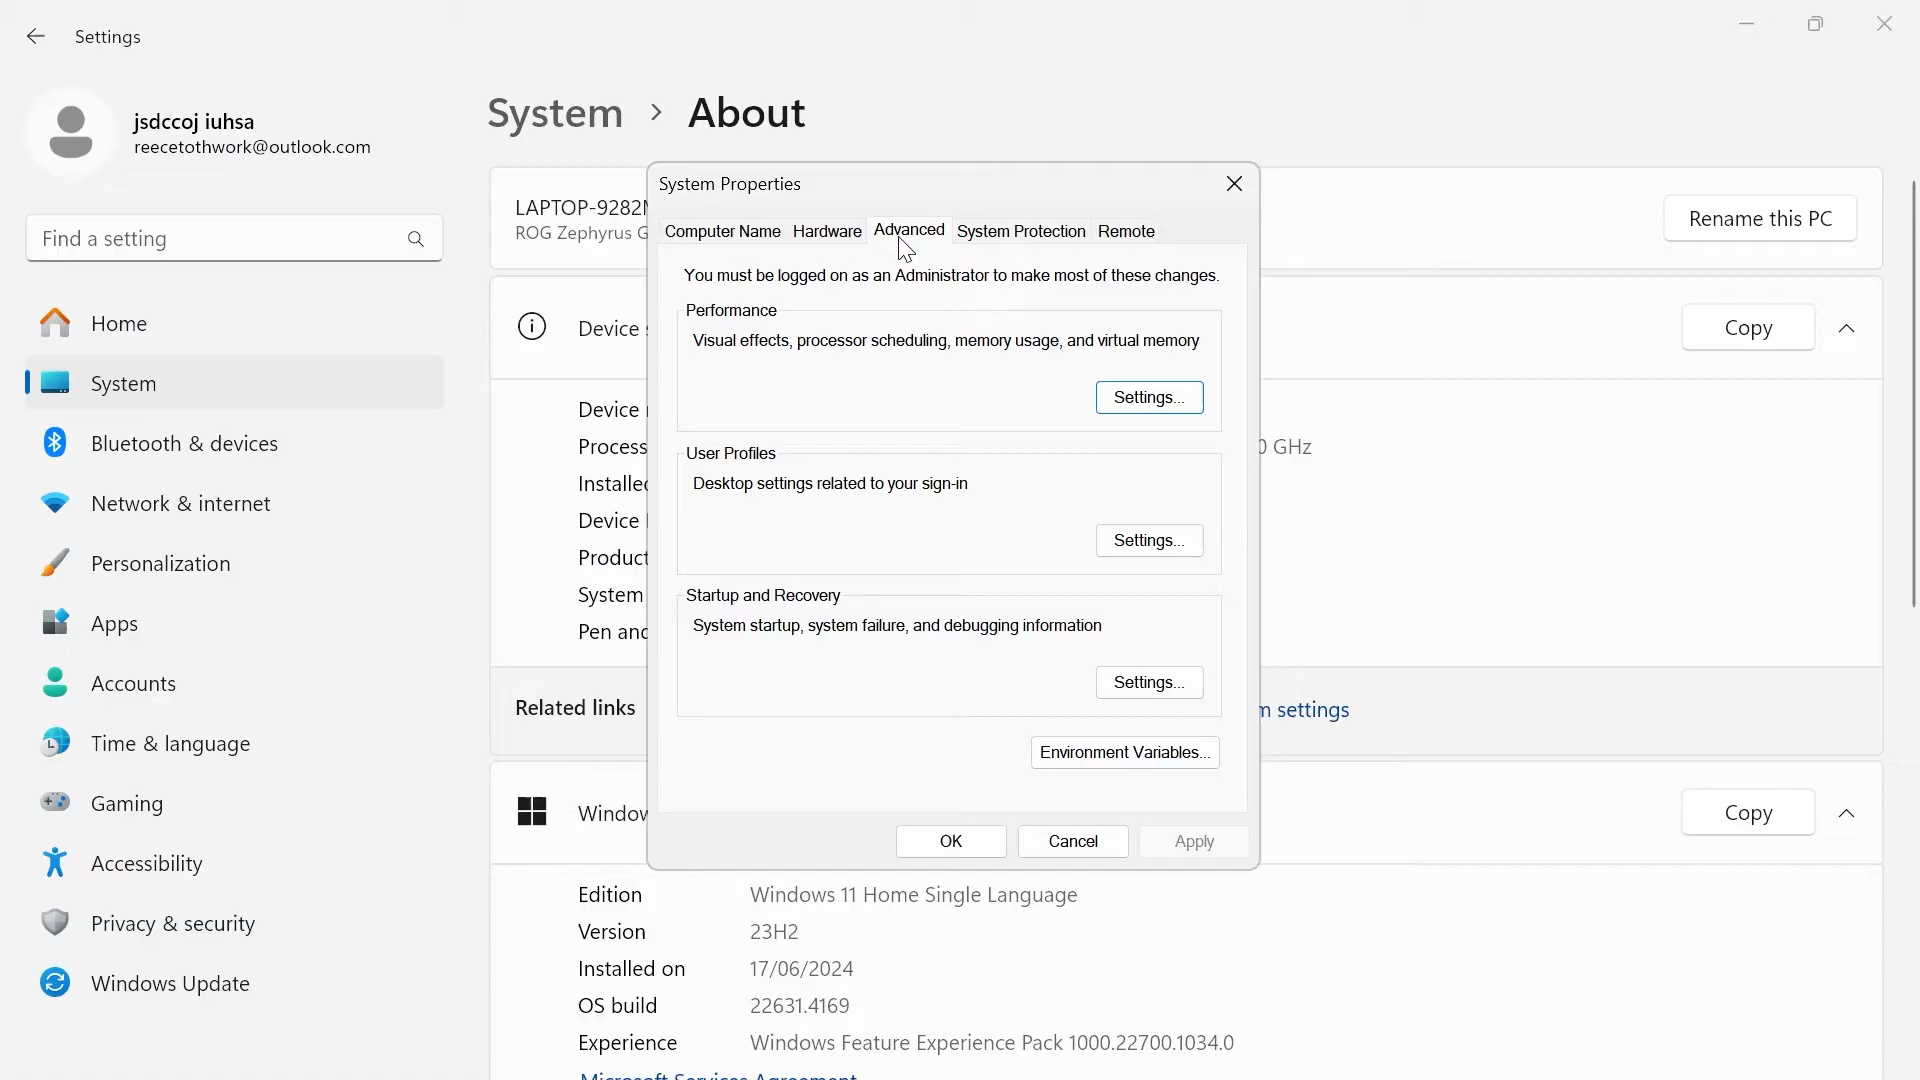 Settings
jsdccoj iuhsa
reecetothwork@outlook.com
Find a setting
Home
System
Bluetooth & devices
Network & internet
Personalization
Apps
Accounts
Time & language
Gaming
Accessibility
Privacy & security
Windows Update
System > About
LAPTOP-9282
ROG Zephyrus G
Rename this PC
Device
Copy
Device
Process
GHz
Installed
Device
Product
System
Pen and
Related links
settings
Window
Copy
Edition Windows 11 Home Single Language
Version 23H2
Installed on 17/06/2024
OS build 22631.4169
Experience Windows Feature Experience Pack 1000.22700.1034.0
Microsoft Services Agreement
System Properties
Computer Name Hardware Advanced System Protection Remote
You must be logged on as an Administrator to make most of these changes.
Performance
Visual effects, processor scheduling, memory usage, and virtual memory
Settings...
User Profiles
Desktop settings related to your sign-in
Settings...
Startup and Recovery
System startup, system failure, and debugging information
Settings...
Environment Variables...
OK Cancel Apply